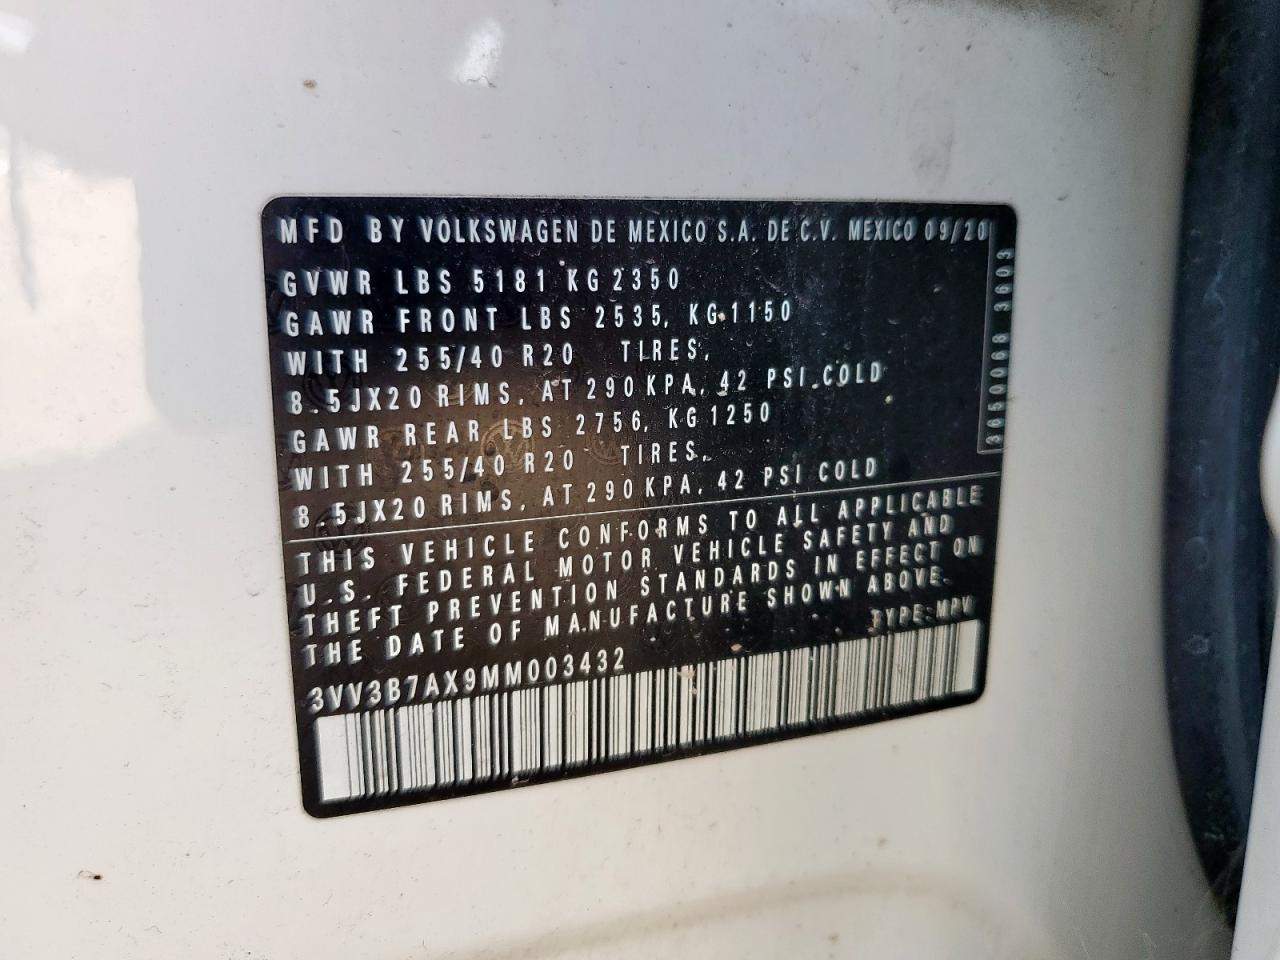 MFD BY VOLKSWAGEN DE MEXICO S.A. DE C.V. MEXICO 09/20
GVWR LBS 5181 KG 2350
GAWR FRONT LBS 2535, KG 1150
WITH 255/40 R20 TIRES,
8.5JX20 RIMS, AT 290 KPA, 42 PSI COLD
GAWR REAR LBS 2756, KG 1250
WITH 255/40 R20 TIRES,
8.5JX20 RIMS, AT 290 KPA, 42 PSI COLD
3650068 3603
THIS VEHICLE CONFORMS TO ALL APPLICABLE
U.S. FEDERAL MOTOR VEHICLE SAFETY AND
THEFT PREVENTION STANDARDS IN EFFECT ON
THE DATE OF MANUFACTURE SHOWN ABOVE.
TYPE: MPV
3VV3B7AX9MM003432